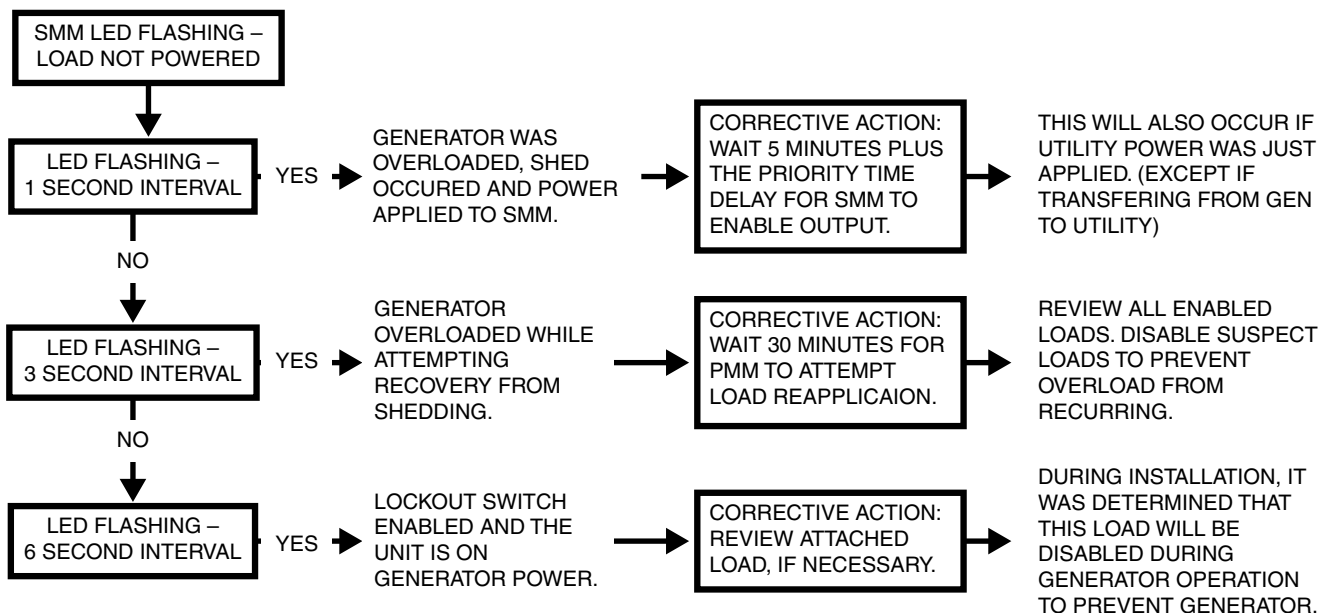 SMM LED FLASHING –
LOAD NOT POWERED
LED FLASHING –
1 SECOND INTERVAL
YES
GENERATOR WAS
OVERLOADED, SHED
OCCURED AND POWER
APPLIED TO SMM.
CORRECTIVE ACTION:
WAIT 5 MINUTES PLUS
THE PRIORITY TIME
DELAY FOR SMM TO
ENABLE OUTPUT.
THIS WILL ALSO OCCUR IF
UTILITY POWER WAS JUST
APPLIED. (EXCEPT IF
TRANSFERING FROM GEN
TO UTILITY)
NO
LED FLASHING –
3 SECOND INTERVAL
YES
GENERATOR
OVERLOADED WHILE
ATTEMPTING
RECOVERY FROM
SHEDDING.
CORRECTIVE ACTION:
WAIT 30 MINUTES FOR
PMM TO ATTEMPT
LOAD REAPPLICAION.
REVIEW ALL ENABLED
LOADS. DISABLE SUSPECT
LOADS TO PREVENT
OVERLOAD FROM
RECURRING.
NO
LED FLASHING –
6 SECOND INTERVAL
YES
LOCKOUT SWITCH
ENABLED AND THE
UNIT IS ON
GENERATOR POWER.
CORRECTIVE ACTION:
REVIEW ATTACHED
LOAD, IF NECESSARY.
DURING INSTALLATION, IT
WAS DETERMINED THAT
THIS LOAD WILL BE
DISABLED DURING
GENERATOR OPERATION
TO PREVENT GENERATOR.